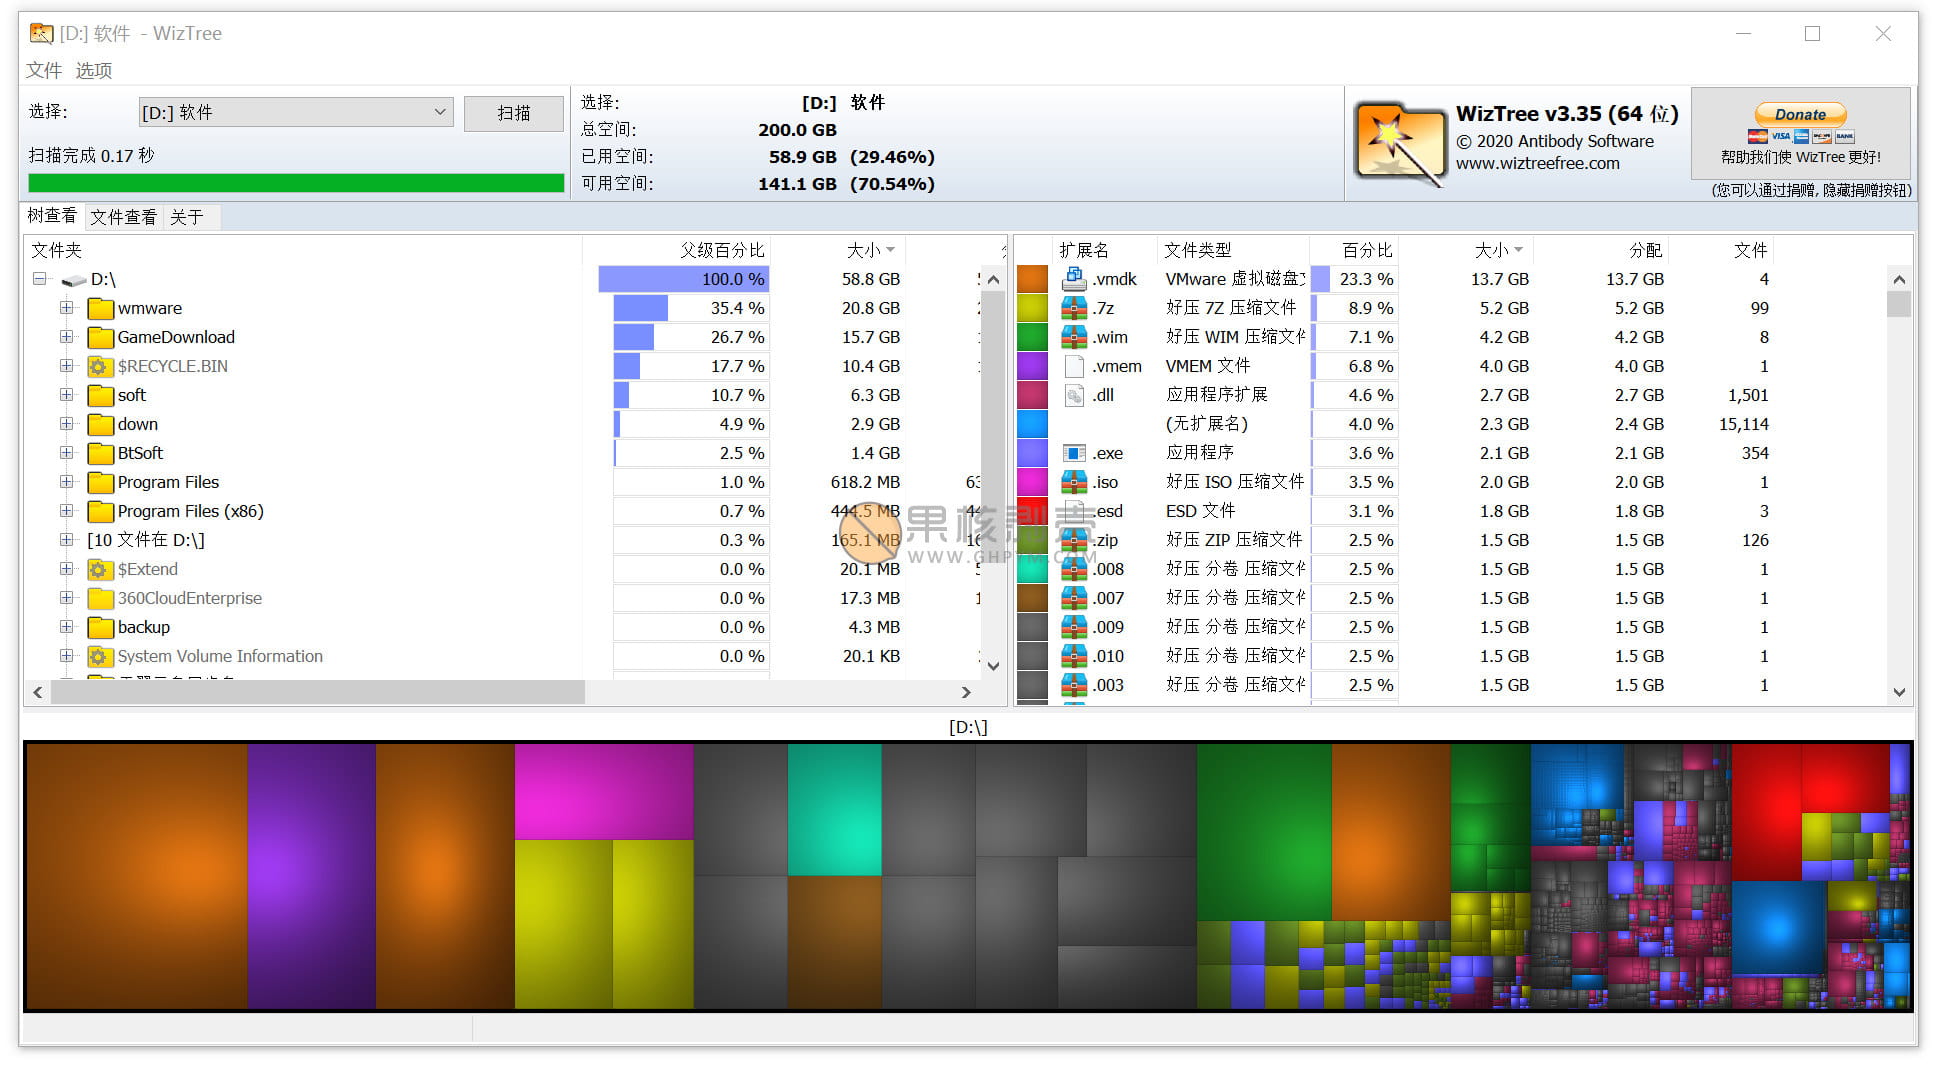 [D:] 软件  - WizTree
文件 选项
选择:
[D:] 软件
扫描
扫描完成 0.17 秒
选择: [D:] 软件
总空间: 200.0 GB
已用空间: 58.9 GB (29.46%)
可用空间: 141.1 GB (70.54%)
WizTree v3.35 (64 位)
© 2020 Antibody Software
www.wiztreefree.com
Donate
VISA
BANK
帮助我们使 WizTree 更好!
(您可以通过捐赠, 隐藏捐赠按钮)
树查看 文件查看 关于
文件夹 父级百分比 大小
D:\ 100.0 % 58.8 GB
wmware 35.4 % 20.8 GB
GameDownload 26.7 % 15.7 GB
$RECYCLE.BIN 17.7 % 10.4 GB
soft 10.7 % 6.3 GB
down 4.9 % 2.9 GB
BtSoft 2.5 % 1.4 GB
Program Files 1.0 % 618.2 MB
Program Files (x86) 0.7 % 444.5 MB
[10 文件在 D:\] 0.3 % 165.1 MB
$Extend 0.0 % 20.1 MB
360CloudEnterprise 0.0 % 17.3 MB
backup 0.0 % 4.3 MB
System Volume Information 0.0 % 20.1 KB
扩展名 文件类型 百分比 大小 分配 文件
.vmdk VMware 虚拟磁盘文 23.3 % 13.7 GB 13.7 GB 4
.7z 好压 7Z 压缩文件 8.9 % 5.2 GB 5.2 GB 99
.wim 好压 WIM 压缩文件 7.1 % 4.2 GB 4.2 GB 8
.vmem VMEM 文件 6.8 % 4.0 GB 4.0 GB 1
.dll 应用程序扩展 4.6 % 2.7 GB 2.7 GB 1,501
(无扩展名) 4.0 % 2.3 GB 2.4 GB 15,114
.exe 应用程序 3.6 % 2.1 GB 2.1 GB 354
.iso 好压 ISO 压缩文件 3.5 % 2.0 GB 2.0 GB 1
.esd ESD 文件 3.1 % 1.8 GB 1.8 GB 3
.zip 好压 ZIP 压缩文件 2.5 % 1.5 GB 1.5 GB 126
.008 好压 分卷 压缩文件 2.5 % 1.5 GB 1.5 GB 1
.007 好压 分卷 压缩文件 2.5 % 1.5 GB 1.5 GB 1
.009 好压 分卷 压缩文件 2.5 % 1.5 GB 1.5 GB 1
.010 好压 分卷 压缩文件 2.5 % 1.5 GB 1.5 GB 1
.003 好压 分卷 压缩文件 2.5 % 1.5 GB 1.5 GB 1
果核剥壳
WWW.GHPYM.COM
[D:\]